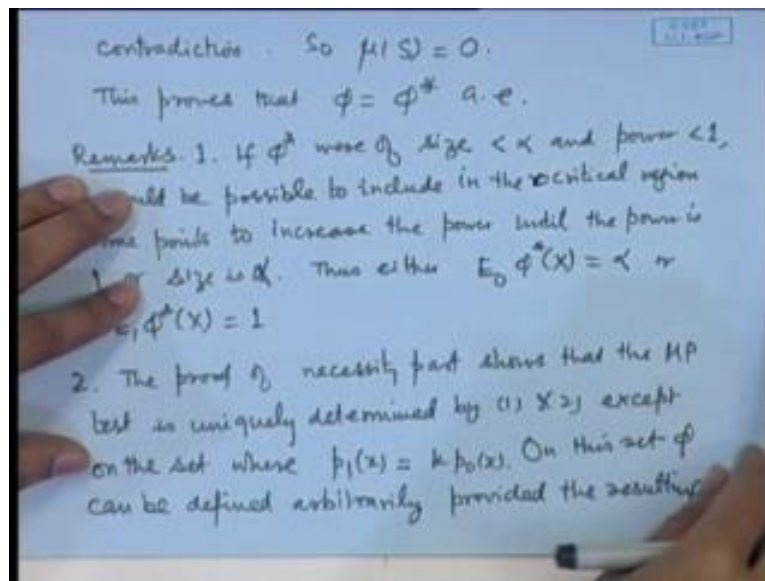 contradiction. So μ(S) = 0.
This proves that φ = φ* a.e.
Remarks. 1. If φ* were of size < α and power < 1,
be possible to include in the critical region
points to increase the power until the power is
size is α. Thus either E₀ φ*(X) = α or
φ*(X) = 1
2. The proof of necessity part shows that the MP
test is uniquely determined by (1) & (2) except
on the set where p₁(x) = k p₀(x). On this set φ
can be defined arbitrarily provided the resulting